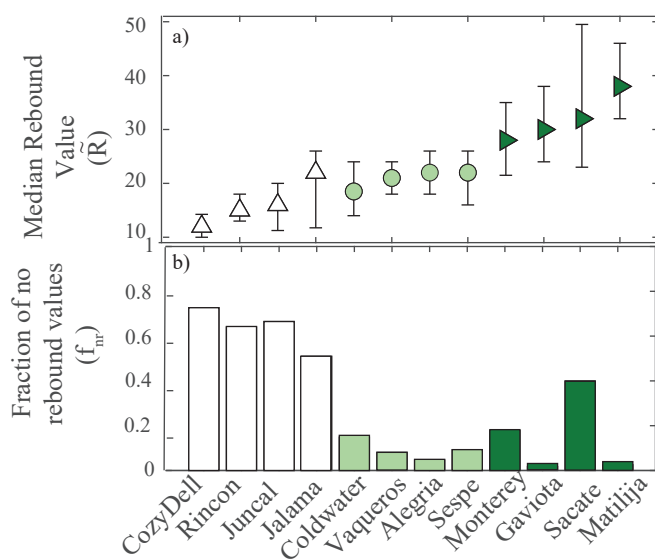 a)
50
40
30
20
10
Median Rebound
Value
(R̃)
b)
1
0.8
0.6
0.4
0.2
0
Fraction of no
rebound values
(fnr)
CozyDell
Rincon
Juncal
Jalama
Coldwater
Vaqueros
Alegria
Sespe
Monterey
Gaviota
Sacate
Matilija